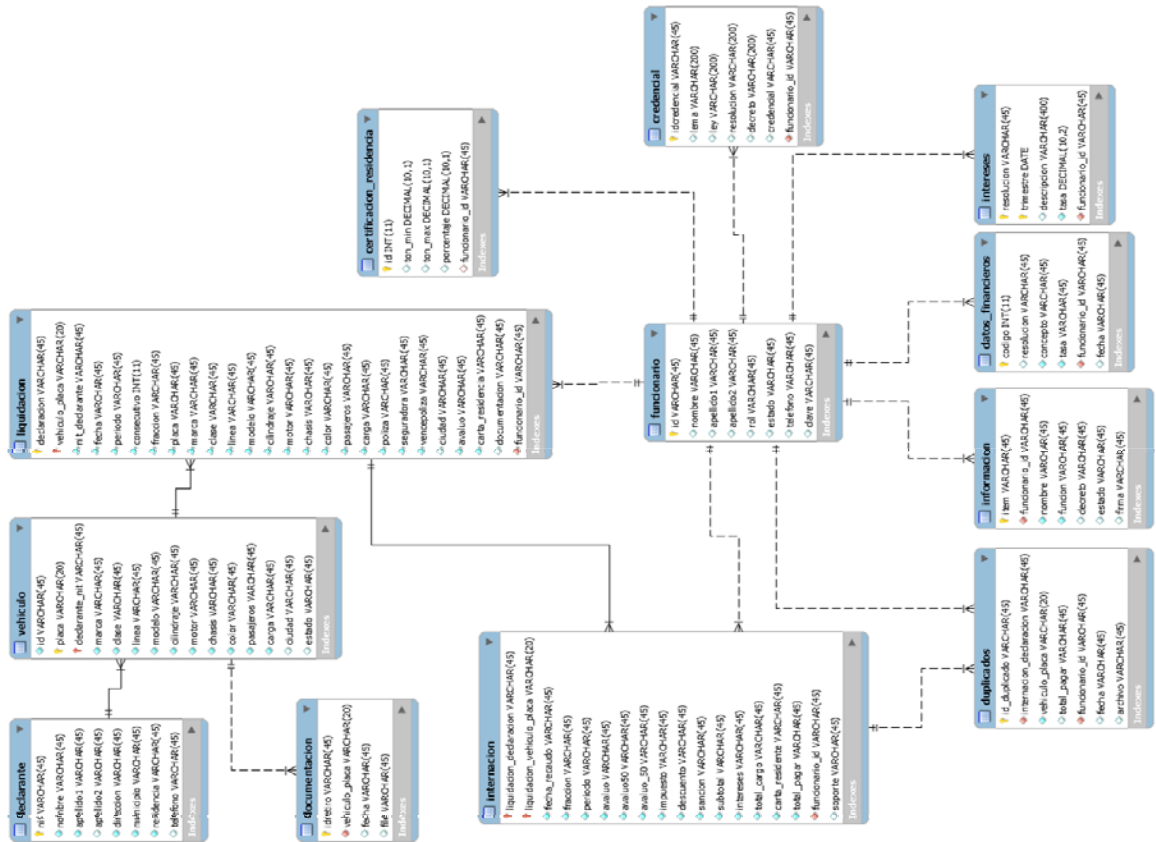 declarante
nit VARCHAR(45)
nombre VARCHAR(45)
apellido1 VARCHAR(45)
apellido2 VARCHAR(45)
direccion VARCHAR(45)
municipio VARCHAR(45)
residencia VARCHAR(45)
telefono VARCHAR(45)
Indexes
vehiculo
id VARCHAR(45)
placa VARCHAR(20)
declarante_nit VARCHAR(45)
marca VARCHAR(45)
clase VARCHAR(45)
linea VARCHAR(45)
modelo VARCHAR(45)
cilindraje VARCHAR(45)
motor VARCHAR(45)
chasis VARCHAR(45)
color VARCHAR(45)
pasajeros VARCHAR(45)
carga VARCHAR(45)
ciudad VARCHAR(45)
estado VARCHAR(45)
Indexes
liquidacion
declaracion VARCHAR(45)
vehiculo_placa VARCHAR(20)
nit_declarante VARCHAR(45)
fecha VARCHAR(45)
periodo VARCHAR(45)
consecutivo INT(11)
fraccion VARCHAR(45)
placa VARCHAR(45)
marca VARCHAR(45)
clase VARCHAR(45)
linea VARCHAR(45)
modelo VARCHAR(45)
cilindraje VARCHAR(45)
motor VARCHAR(45)
chasis VARCHAR(45)
color VARCHAR(45)
pasajeros VARCHAR(45)
carga VARCHAR(45)
poliza VARCHAR(45)
seguradora VARCHAR(45)
vencepoliza VARCHAR(45)
ciudad VARCHAR(45)
avaluo VARCHAR(45)
carta_residencia VARCHAR(45)
documentacion VARCHAR(45)
funcionario_id VARCHAR(45)
Indexes
documentacion
idretiro VARCHAR(45)
vehiculo_placa VARCHAR(20)
fecha VARCHAR(45)
file VARCHAR(45)
Indexes
certificacion_residencia
id INT(11)
ton_min DECIMAL(10,1)
ton_max DECIMAL(10,1)
porcentaje DECIMAL(10,1)
funcionario_id VARCHAR(45)
Indexes
internacion
liquidacion_declaracion VARCHAR(45)
liquidacion_vehiculo_placa VARCHAR(20)
fecha_recaudo VARCHAR(45)
fraccion VARCHAR(45)
periodo VARCHAR(45)
avaluo VARCHAR(45)
avaluo50 VARCHAR(45)
avaluo_50 VARCHAR(45)
impuesto VARCHAR(45)
descuento VARCHAR(45)
sancion VARCHAR(45)
subtotal VARCHAR(45)
intereses VARCHAR(45)
total_cargo VARCHAR(45)
carta_residente VARCHAR(45)
total_pagar VARCHAR(45)
funcionario_id VARCHAR(45)
soporte VARCHAR(45)
Indexes
funcionario
id VARCHAR(45)
nombre VARCHAR(45)
apellido1 VARCHAR(45)
apellido2 VARCHAR(45)
rol VARCHAR(45)
estado VARCHAR(45)
telefono VARCHAR(45)
clave VARCHAR(45)
Indexes
credencial
idcredencial VARCHAR(45)
lema VARCHAR(200)
ley VARCHAR(200)
resolucion VARCHAR(200)
decreto VARCHAR(200)
credencial VARCHAR(45)
funcionario_id VARCHAR(45)
Indexes
duplicados
id_duplicado VARCHAR(45)
internacion_declaracion VARCHAR(45)
vehiculo_placa VARCHAR(20)
total_pagar VARCHAR(45)
funcionario_id VARCHAR(45)
fecha VARCHAR(45)
archivo VARCHAR(45)
Indexes
informacion
item VARCHAR(45)
funcionario_id VARCHAR(45)
nombre VARCHAR(45)
funcion VARCHAR(45)
decreto VARCHAR(45)
estado VARCHAR(45)
firma VARCHAR(45)
Indexes
datos_financieros
codigo INT(11)
resolucion VARCHAR(45)
concepto VARCHAR(45)
tasa VARCHAR(45)
funcionario_id VARCHAR(45)
fecha VARCHAR(45)
Indexes
intereses
resolucion VARCHAR(45)
trimestre DATE
descripcion VARCHAR(400)
tasa DECIMAL(10,2)
funcionario_id VARCHAR(45)
Indexes